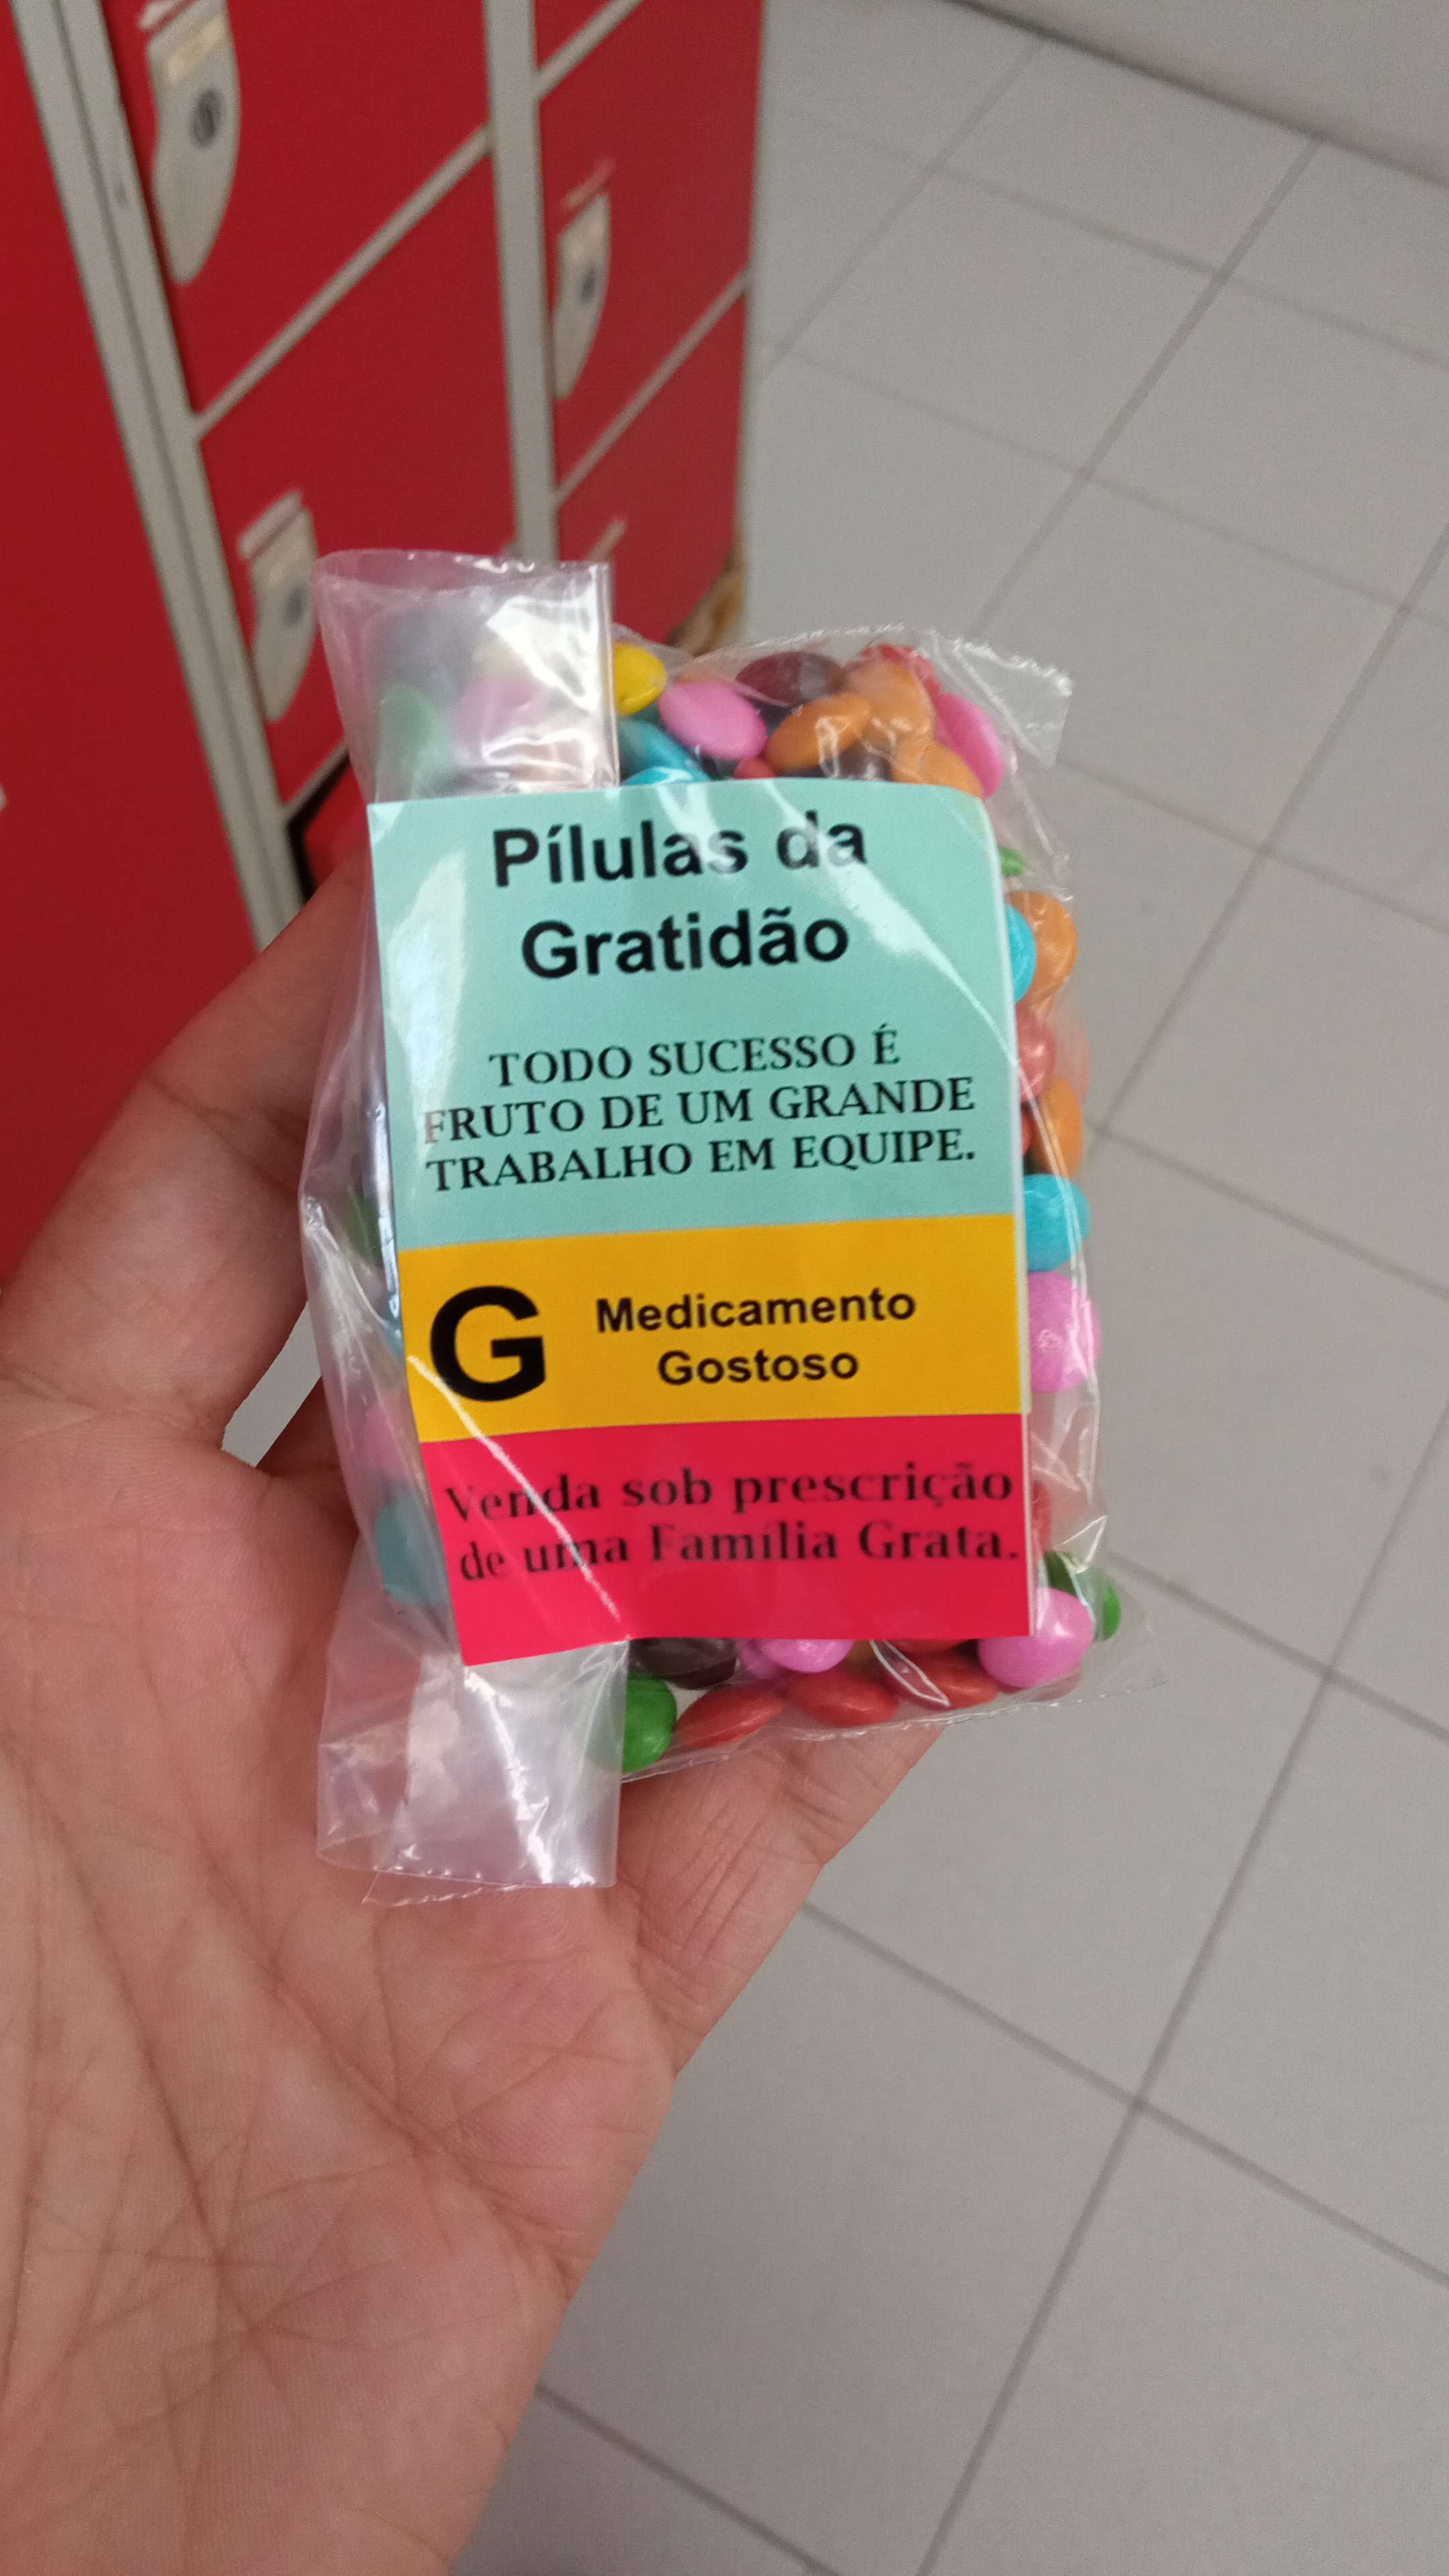 Pílulas da
Gratidão
TODO SUCESSO É
FRUTO DE UM GRANDE
TRABALHO EM EQUIPE.
G Medicamento
Gostoso
Venda sob prescrição
de uma Família Grata.